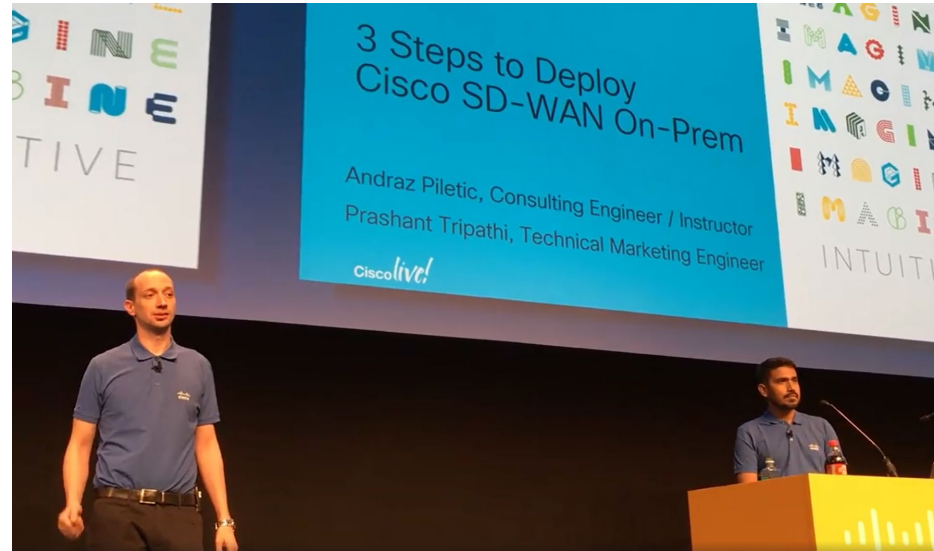 3 Steps to Deploy
Cisco SD-WAN On-Prem
Andraz Piletic, Consulting Engineer / Instructor
Prashant Tripathi, Technical Marketing Engineer
Cisco live!
TIVE
INTUITI